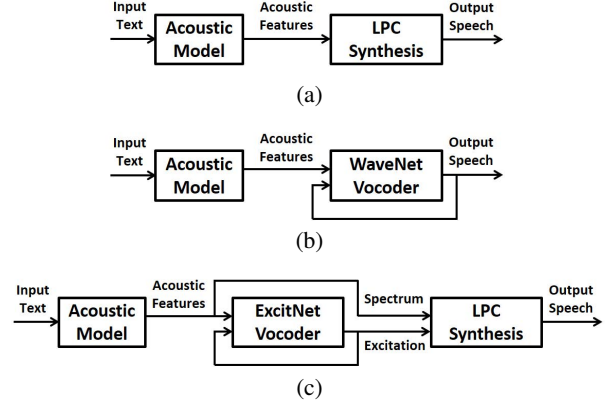 Input
Text
Acoustic
Model
Acoustic
Features
LPC
Synthesis
Output
Speech
(a)
Input
Text
Acoustic
Model
Acoustic
Features
WaveNet
Vocoder
Output
Speech
(b)
Input
Text
Acoustic
Model
Acoustic
Features
ExcitNet
Vocoder
Spectrum
Excitation
LPC
Synthesis
Output
Speech
(c)